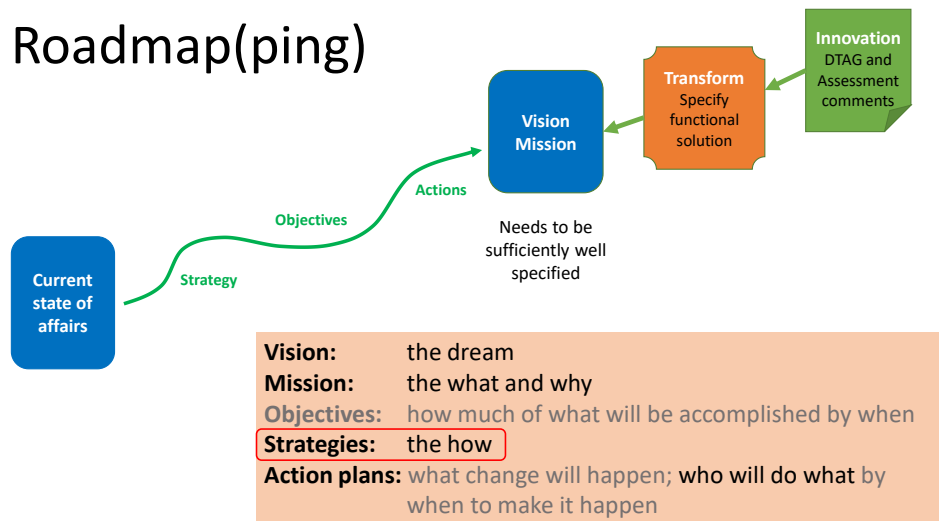 Roadmap(ping)
Innovation
DTAG and
Assessment
comments
Transform
Specify
functional
solution
Vision
Mission
Needs to be
sufficiently well
specified
Actions
Objectives
Strategy
Current
state of
affairs
Vision: the dream
Mission: the what and why
Objectives: how much of what will be accomplished by when
Strategies: the how
Action plans: what change will happen; who will do what by
when to make it happen